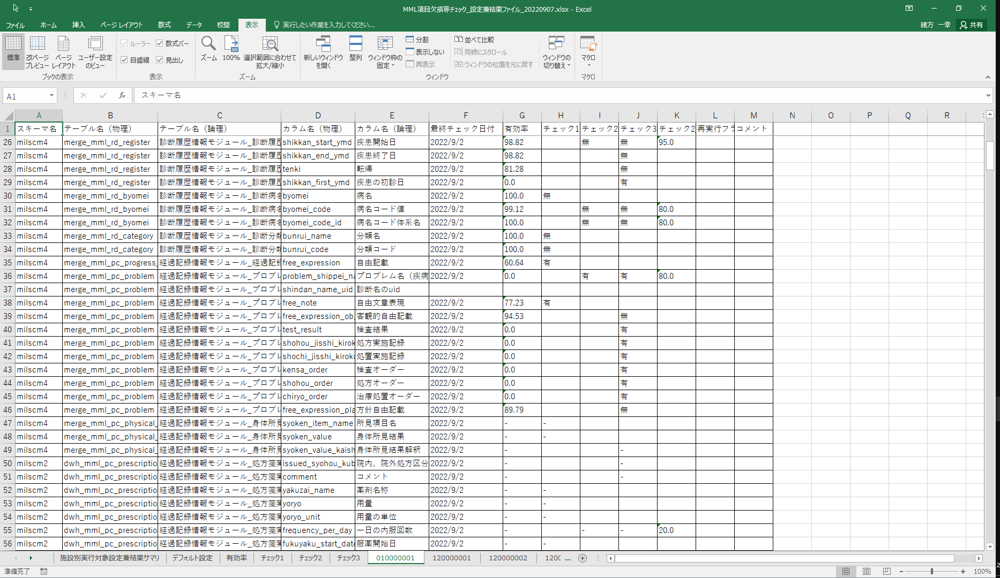 MML項目欠損等チェック_設定兼結果ファイル_20220907.xlsx - Excel
ファイル ホーム 挿入 ページ レイアウト 数式 データ 校閲 表示 実行したい作業を入力してください... 緒方 一幸 共有
標準 改ページ プレビュー ページ レイアウト ユーザー設定 のビュー
ブックの表示
ルーラー 数式バー
目盛線 見出し
表示
ズーム 100% 選択範囲に合わせて 拡大/縮小
ズーム
新しいウィンドウ を開く 整列 ウィンドウ枠の 固定
分割
表示しない
再表示
並べて比較
同時にスクロール
ウィンドウの位置を元に戻す
ウィンドウの 切り替え
ウィンドウ
マクロ
マクロ
A1 fx スキーマ名
A B C D E F G H I J K L M N O P Q R
1 スキーマ名 テーブル名（物理） テーブル名（論理） カラム名（物理） カラム名（論理） 最終チェック日付 有効率 チェック1 チェック2 チェック3 チェック2 再実行フラ コメント
26 milscm4 merge_mml_rd_register 診断履歴情報モジュール_診断履歴 shikkan_start_ymd 疾患開始日 2022/9/2 98.82 無 無 95.0
27 milscm4 merge_mml_rd_register 診断履歴情報モジュール_診断履歴 shikkan_end_ymd 疾患終了日 2022/9/2 98.82 無
28 milscm4 merge_mml_rd_register 診断履歴情報モジュール_診断履歴 tenki 転帰 2022/9/2 81.28 無
29 milscm4 merge_mml_rd_register 診断履歴情報モジュール_診断履歴 shikkan_first_ymd 疾患の初診日 2022/9/2 0.0 有
30 milscm4 merge_mml_rd_byomei 診断履歴情報モジュール_診断病名 byomei 病名 2022/9/2 100.0 無
31 milscm4 merge_mml_rd_byomei 診断履歴情報モジュール_診断病名 byomei_code 病名コード値 2022/9/2 99.12 無 無 80.0
32 milscm4 merge_mml_rd_byomei 診断履歴情報モジュール_診断病名 byomei_code_id 病名コード体系名 2022/9/2 100.0 無 無 80.0
33 milscm4 merge_mml_rd_category 診断履歴情報モジュール_診断分類 bunrui_name 分類名 2022/9/2 100.0 無
34 milscm4 merge_mml_rd_category 診断履歴情報モジュール_診断分類 bunrui_code 分類コード 2022/9/2 100.0 無
35 milscm4 merge_mml_pc_progress_ 経過記録情報モジュール_経過記録 free_expression 自由記載 2022/9/2 60.64 有
36 milscm4 merge_mml_pc_problem 経過記録情報モジュール_プロブレ problem_shippei_na プロブレム名（疾病 2022/9/2 0.0 有 有 80.0
37 milscm4 merge_mml_pc_problem 経過記録情報モジュール_プロブレ shindan_name_uid 診断名のuid
38 milscm4 merge_mml_pc_problem 経過記録情報モジュール_プロブレ free_note 自由文章表現 2022/9/2 77.23 有
39 milscm4 merge_mml_pc_problem 経過記録情報モジュール_プロブレ free_expression_ob 客観的自由記載 2022/9/2 94.53 無
40 milscm4 merge_mml_pc_problem 経過記録情報モジュール_プロブレ test_result 検査結果 2022/9/2 0.0 有
41 milscm4 merge_mml_pc_problem 経過記録情報モジュール_プロブレ shohou_jisshi_kirok 処方実施記録 2022/9/2 0.0 有
42 milscm4 merge_mml_pc_problem 経過記録情報モジュール_プロブレ shochi_jisshi_kiroku 処置実施記録 2022/9/2 0.0 有
43 milscm4 merge_mml_pc_problem 経過記録情報モジュール_プロブレ kensa_order 検査オーダー 2022/9/2 0.0 有
44 milscm4 merge_mml_pc_problem 経過記録情報モジュール_プロブレ shohou_order 処方オーダー 2022/9/2 0.0 有
45 milscm4 merge_mml_pc_problem 経過記録情報モジュール_プロブレ chiryo_order 治療処置オーダー 2022/9/2 0.0 有
46 milscm4 merge_mml_pc_problem 経過記録情報モジュール_プロブレ free_expression_pla 方針自由記載 2022/9/2 89.79 無
47 milscm4 merge_mml_pc_physical_ 経過記録情報モジュール_身体所見 syoken_item_name 所見項目名 2022/9/2 - -
48 milscm4 merge_mml_pc_physical_ 経過記録情報モジュール_身体所見 syoken_value 身体所見結果 2022/9/2 - -
49 milscm4 merge_mml_pc_physical_ 経過記録情報モジュール_身体所見 syoken_value_kaish 身体所見結果解釈 2022/9/2 - -
50 milscm2 dwh_mml_pc_prescriptio 経過記録情報モジュール_処方箋実 issued_syohou_kub 院内、院外処方区分 2022/9/2 - -
51 milscm2 dwh_mml_pc_prescriptio 経過記録情報モジュール_処方箋実 comment コメント 2022/9/2 - -
52 milscm2 dwh_mml_pc_prescriptio 経過記録情報モジュール_処方箋実 yakuzai_name 薬剤名称 2022/9/2 - -
53 milscm2 dwh_mml_pc_prescriptio 経過記録情報モジュール_処方箋実 yoryo 用量 2022/9/2 - -
54 milscm2 dwh_mml_pc_prescriptio 経過記録情報モジュール_処方箋実 yoryo_unit 用量の単位 2022/9/2 - -
55 milscm2 dwh_mml_pc_prescriptio 経過記録情報モジュール_処方箋実 frequency_per_day 一日の内服回数 2022/9/2 - - - 20.0
56 milscm2 dwh_mml_pc_prescriptio 経過記録情報モジュール_処方箋実 fukuyaku_start_date 服薬開始日 2022/9/2 - -
施設別実行対象設定兼結果サマリ デフォルト設定 有効率 チェック1 チェック2 チェック3 010000001 120000001 120000002 120( ...
準備完了 100%